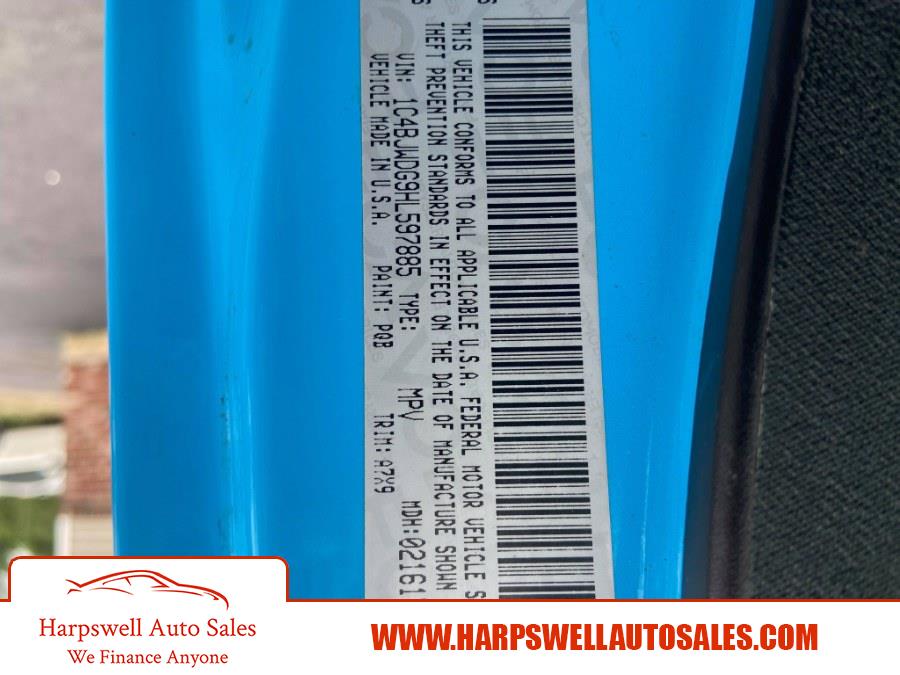 THIS VEHICLE CONFORMS TO ALL APPLICABLE U.S.A. FEDERAL MOTOR VEHICLE S
THEFT PREVENTION STANDARDS IN EFFECT ON THE DATE OF MANUFACTURE SHOWN
VIN: 1C4BJWDG9HL597885 TYPE: MPV MDH:02161
VEHICLE MADE IN U.S.A. PAINT: PQB TRIM: A7X9
Harpswell Auto Sales
We Finance Anyone
WWW.HARPSWELLAUTOSALES.COM